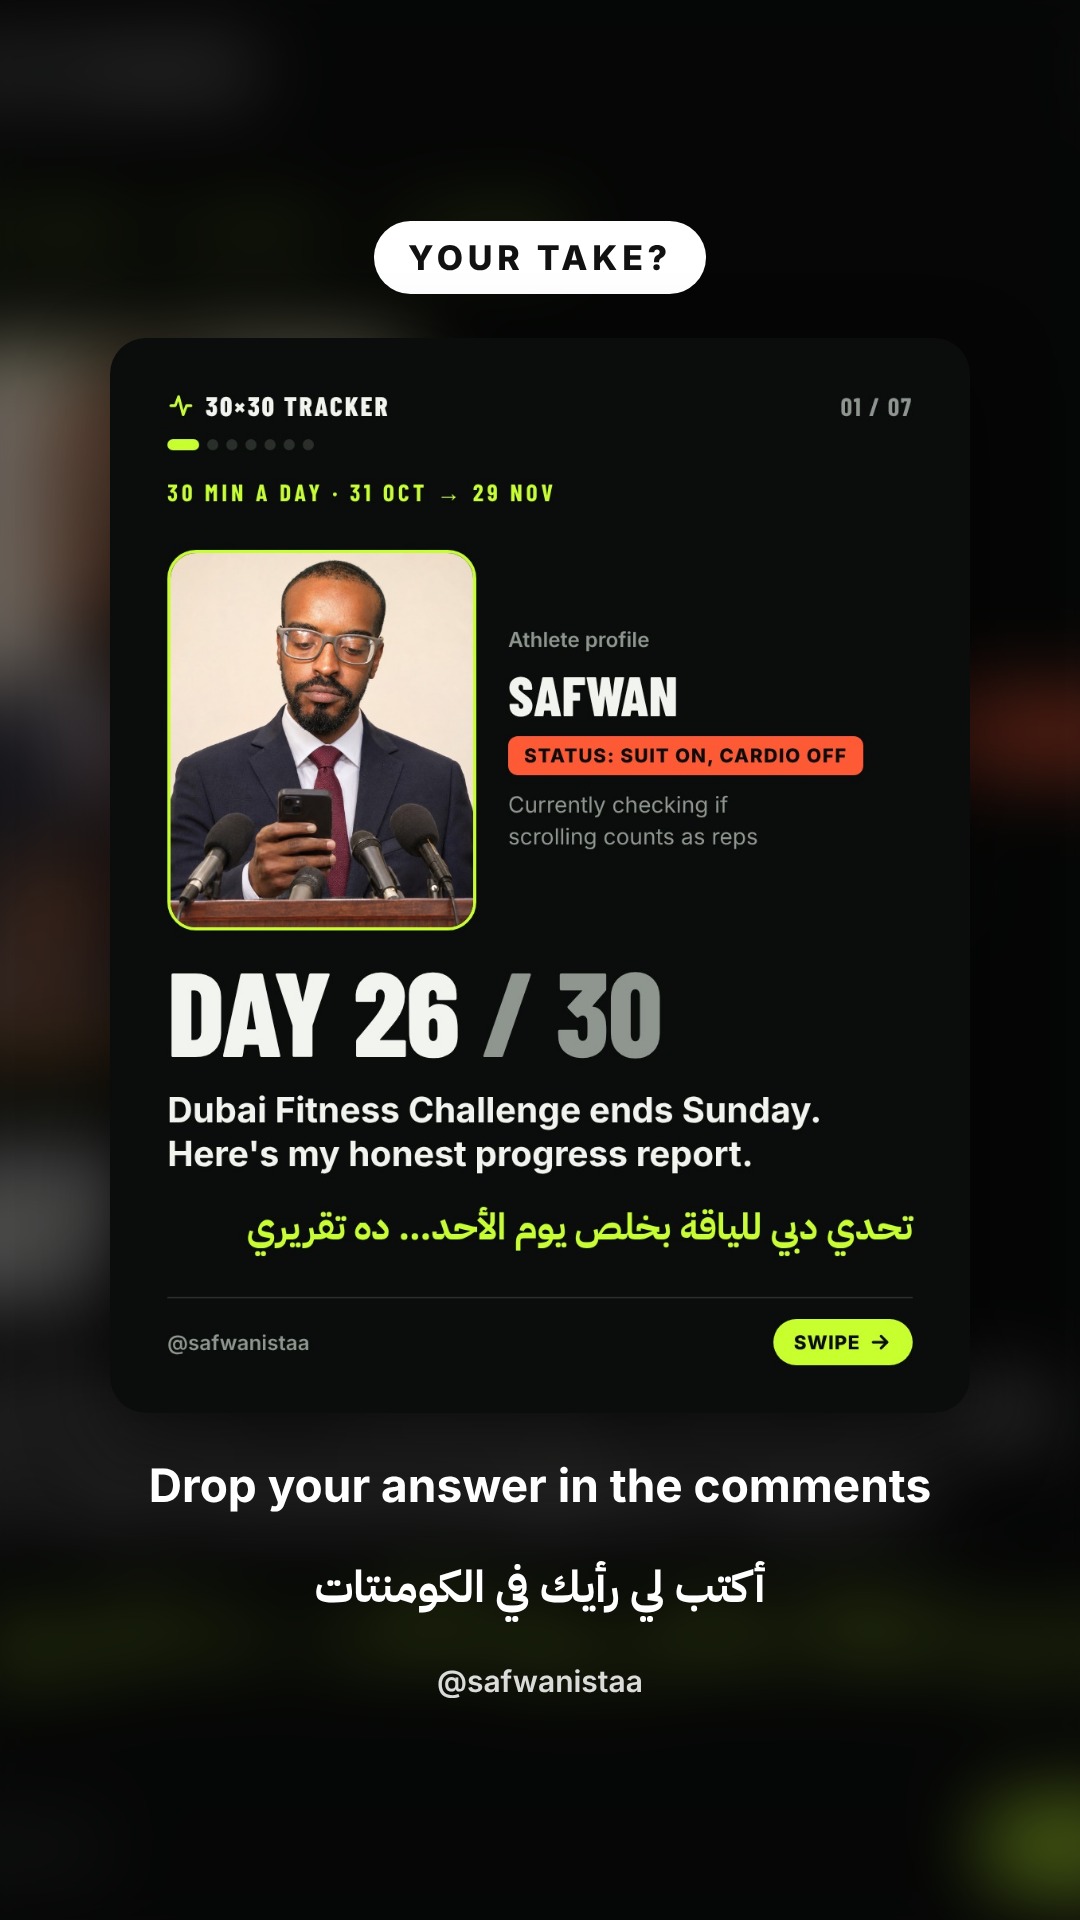 YOUR TAKE?
30×30 TRACKER
01 / 07
30 MIN A DAY · 31 OCT → 29 NOV
Athlete profile
SAFWAN
STATUS: SUIT ON, CARDIO OFF
Currently checking if
scrolling counts as reps
DAY 26 / 30
Dubai Fitness Challenge ends Sunday.
Here's my honest progress report.
تحدي دبي للياقة بخلص يوم الأحد... ده تقريري
@safwanistaa
SWIPE →
Drop your answer in the comments
أكتب لي رأيك في الكومنتات
@safwanistaa